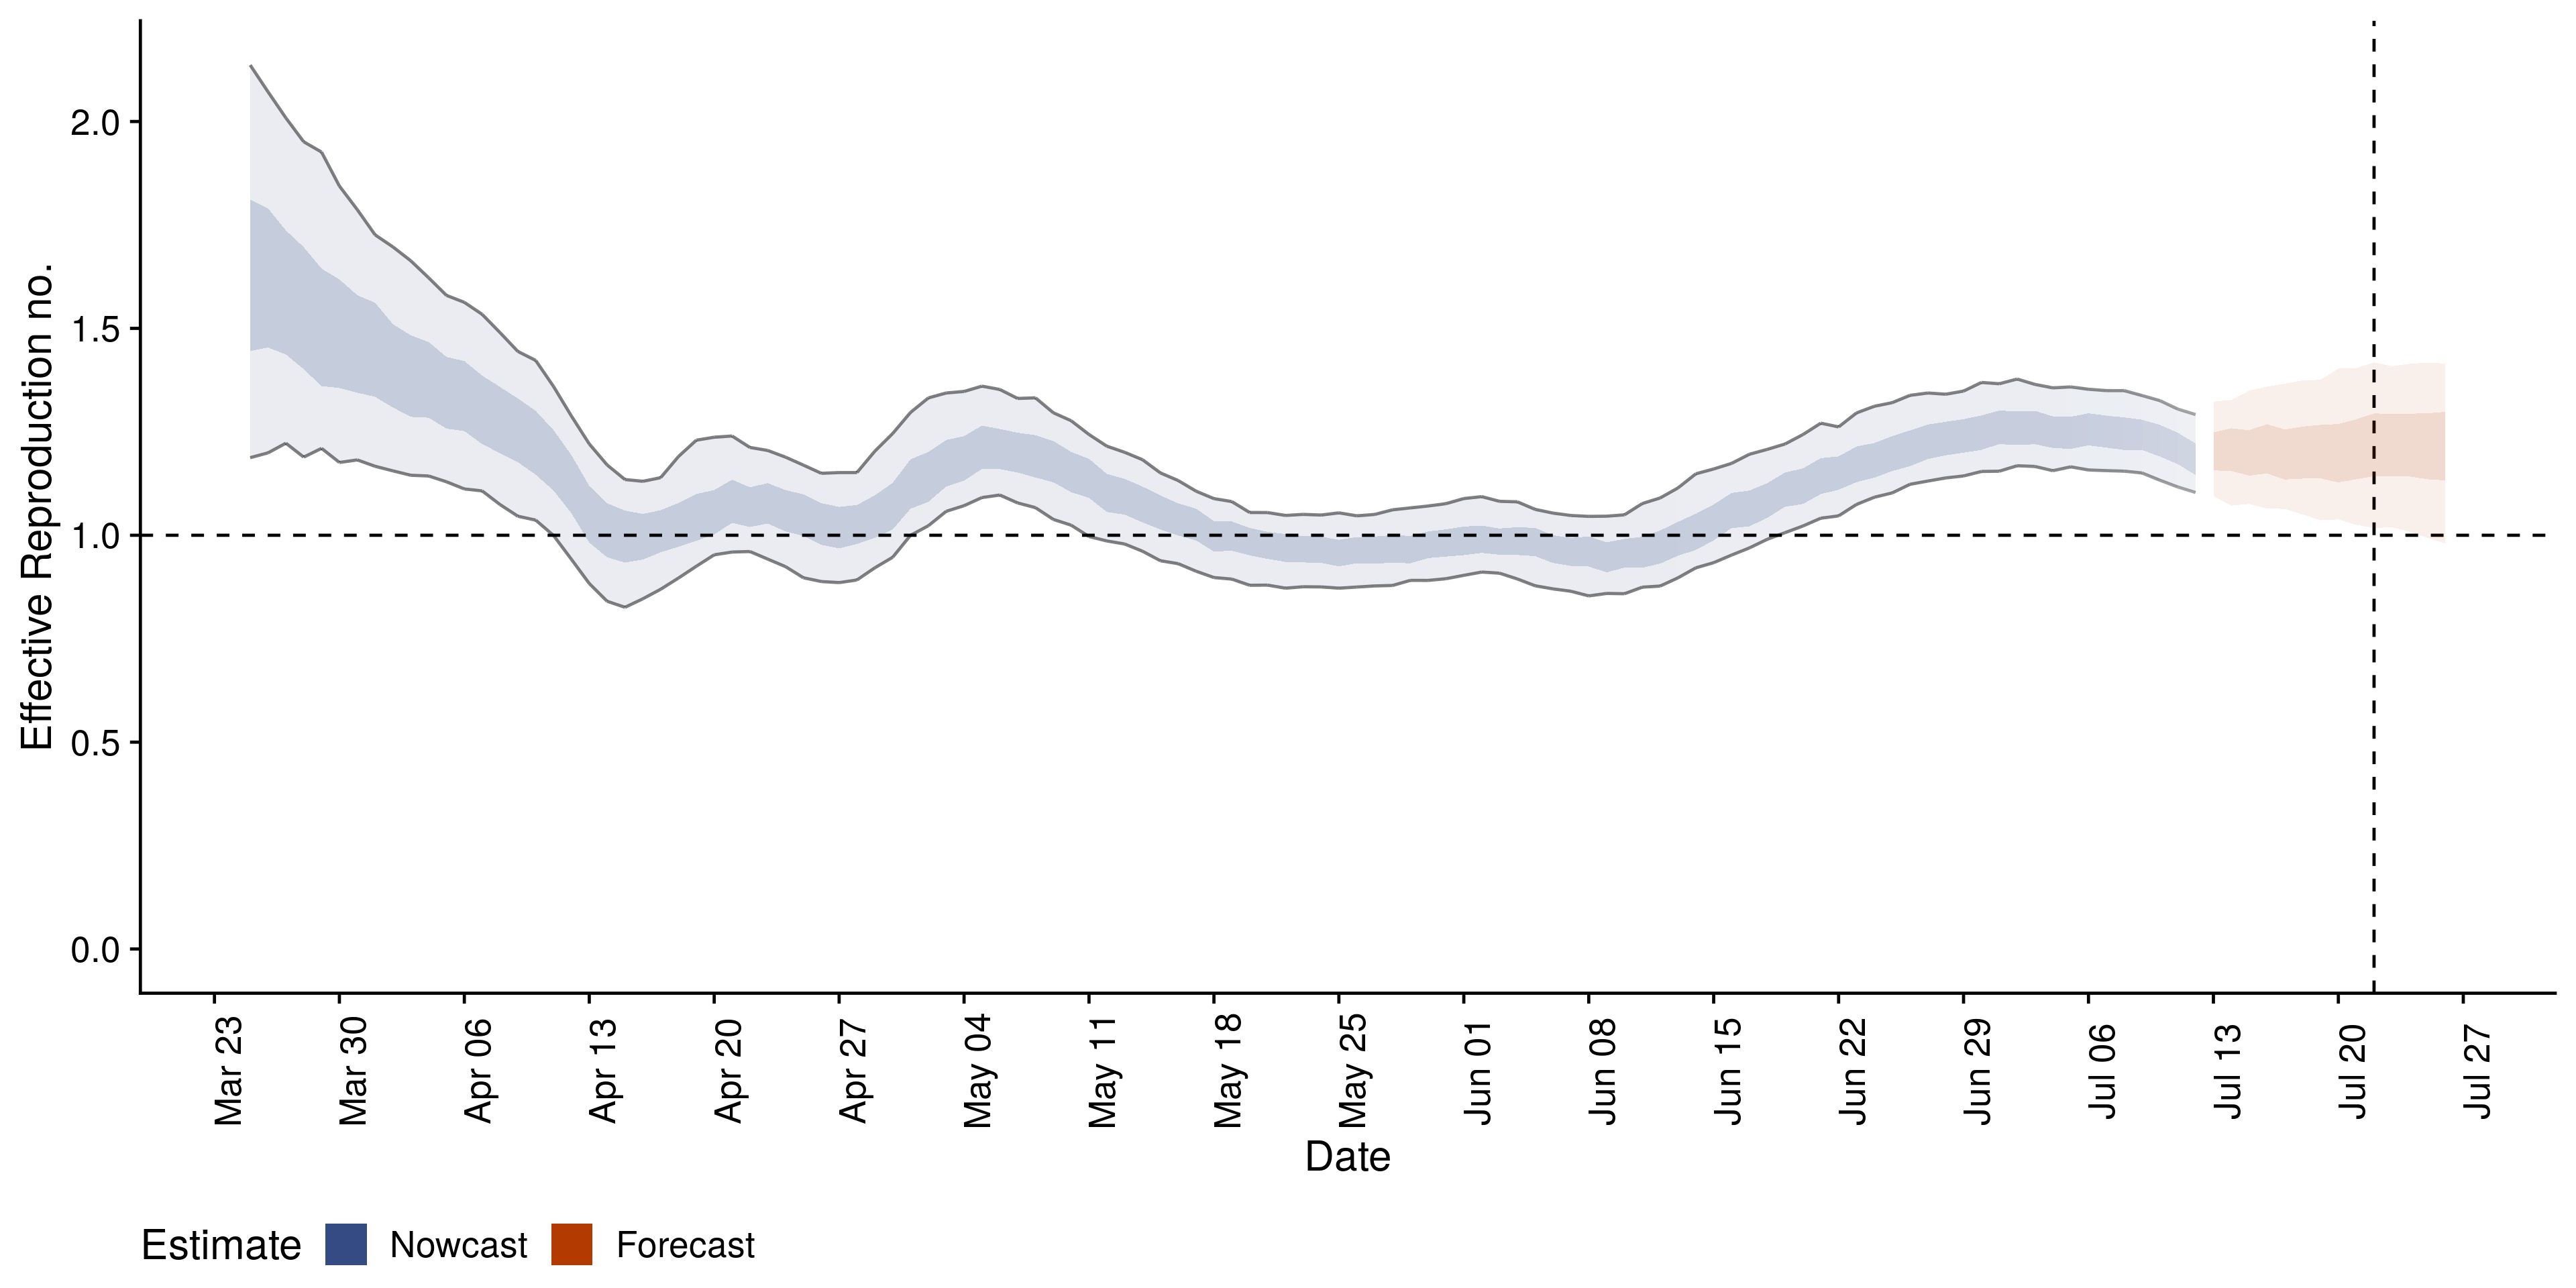 Effective Reproduction no.
2.0
1.5
1.0
0.5
0.0
Mar 23
Mar 30
Apr 06
Apr 13
Apr 20
Apr 27
May 04
May 11
May 18
May 25
Jun 01
Jun 08
Jun 15
Jun 22
Jun 29
Jul 06
Jul 13
Jul 20
Jul 27
Date
Estimate Nowcast Forecast